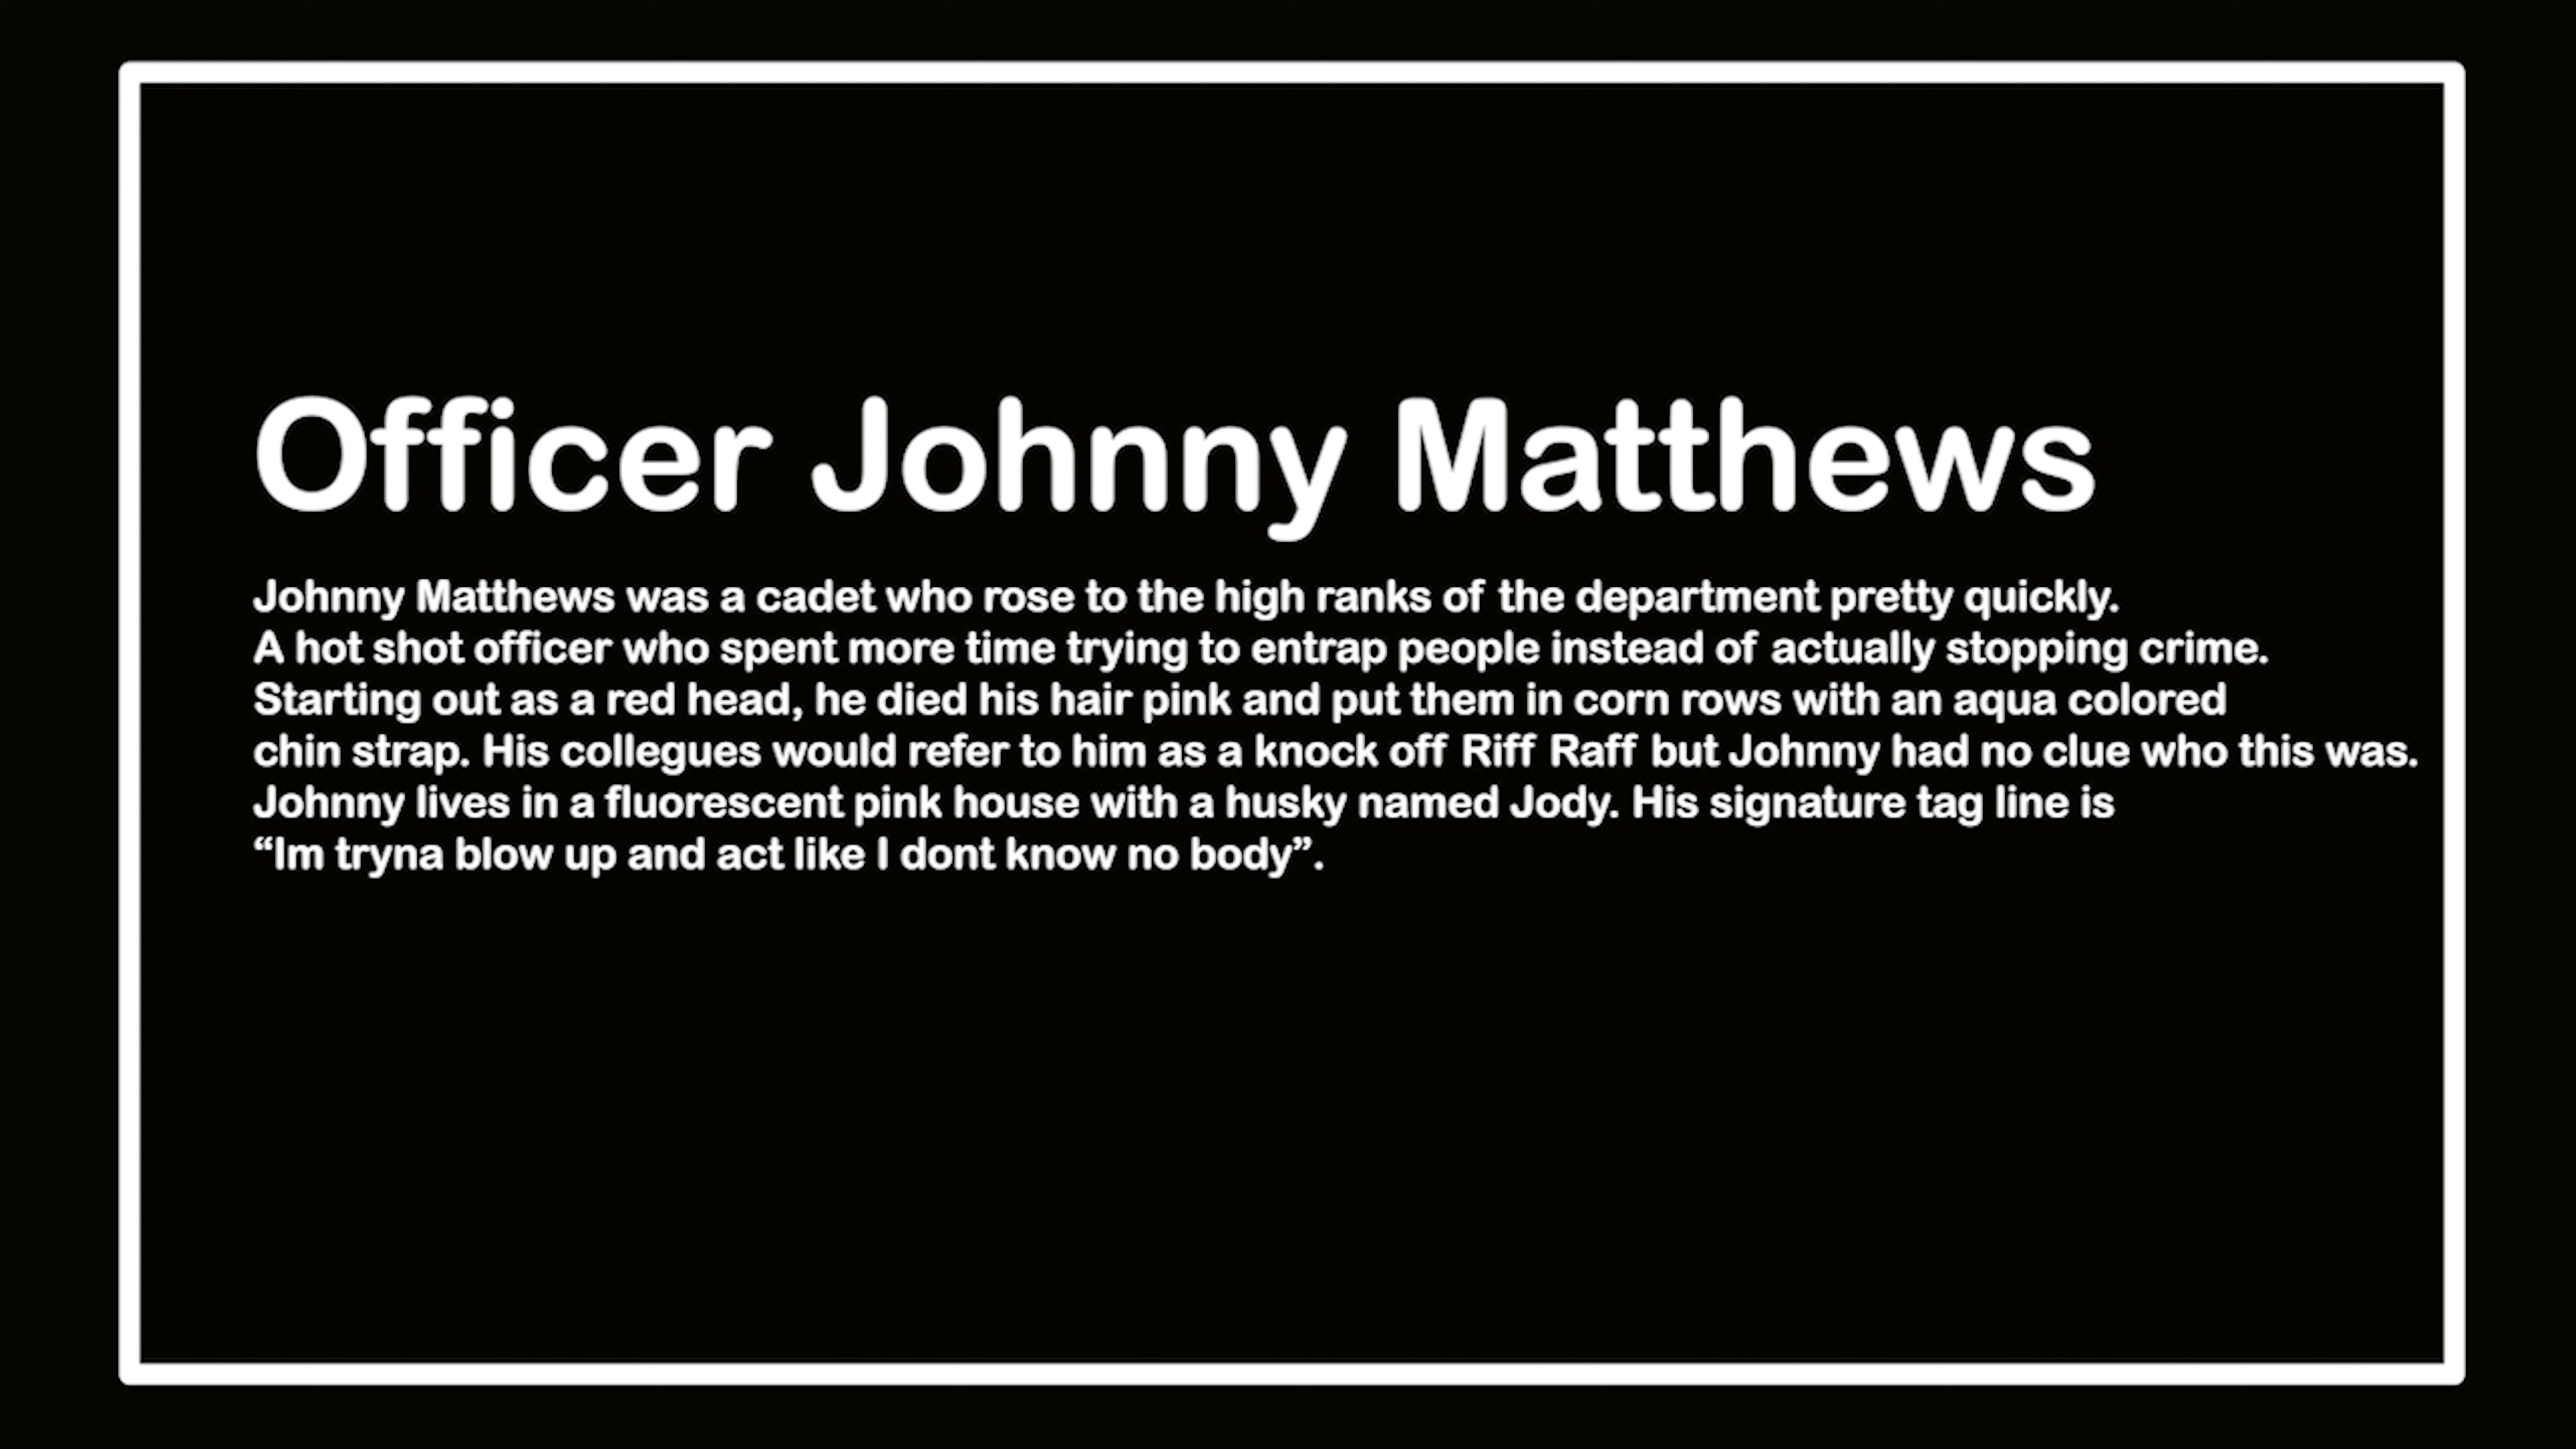 Officer Johnny Matthews
Johnny Matthews was a cadet who rose to the high ranks of the department pretty quickly.
A hot shot officer who spent more time trying to entrap people instead of actually stopping crime.
Starting out as a red head, he died his hair pink and put them in corn rows with an aqua colored
chin strap. His collegues would refer to him as a knock off Riff Raff but Johnny had no clue who this was.
Johnny lives in a fluorescent pink house with a husky named Jody. His signature tag line is
“Im tryna blow up and act like I dont know no body”.